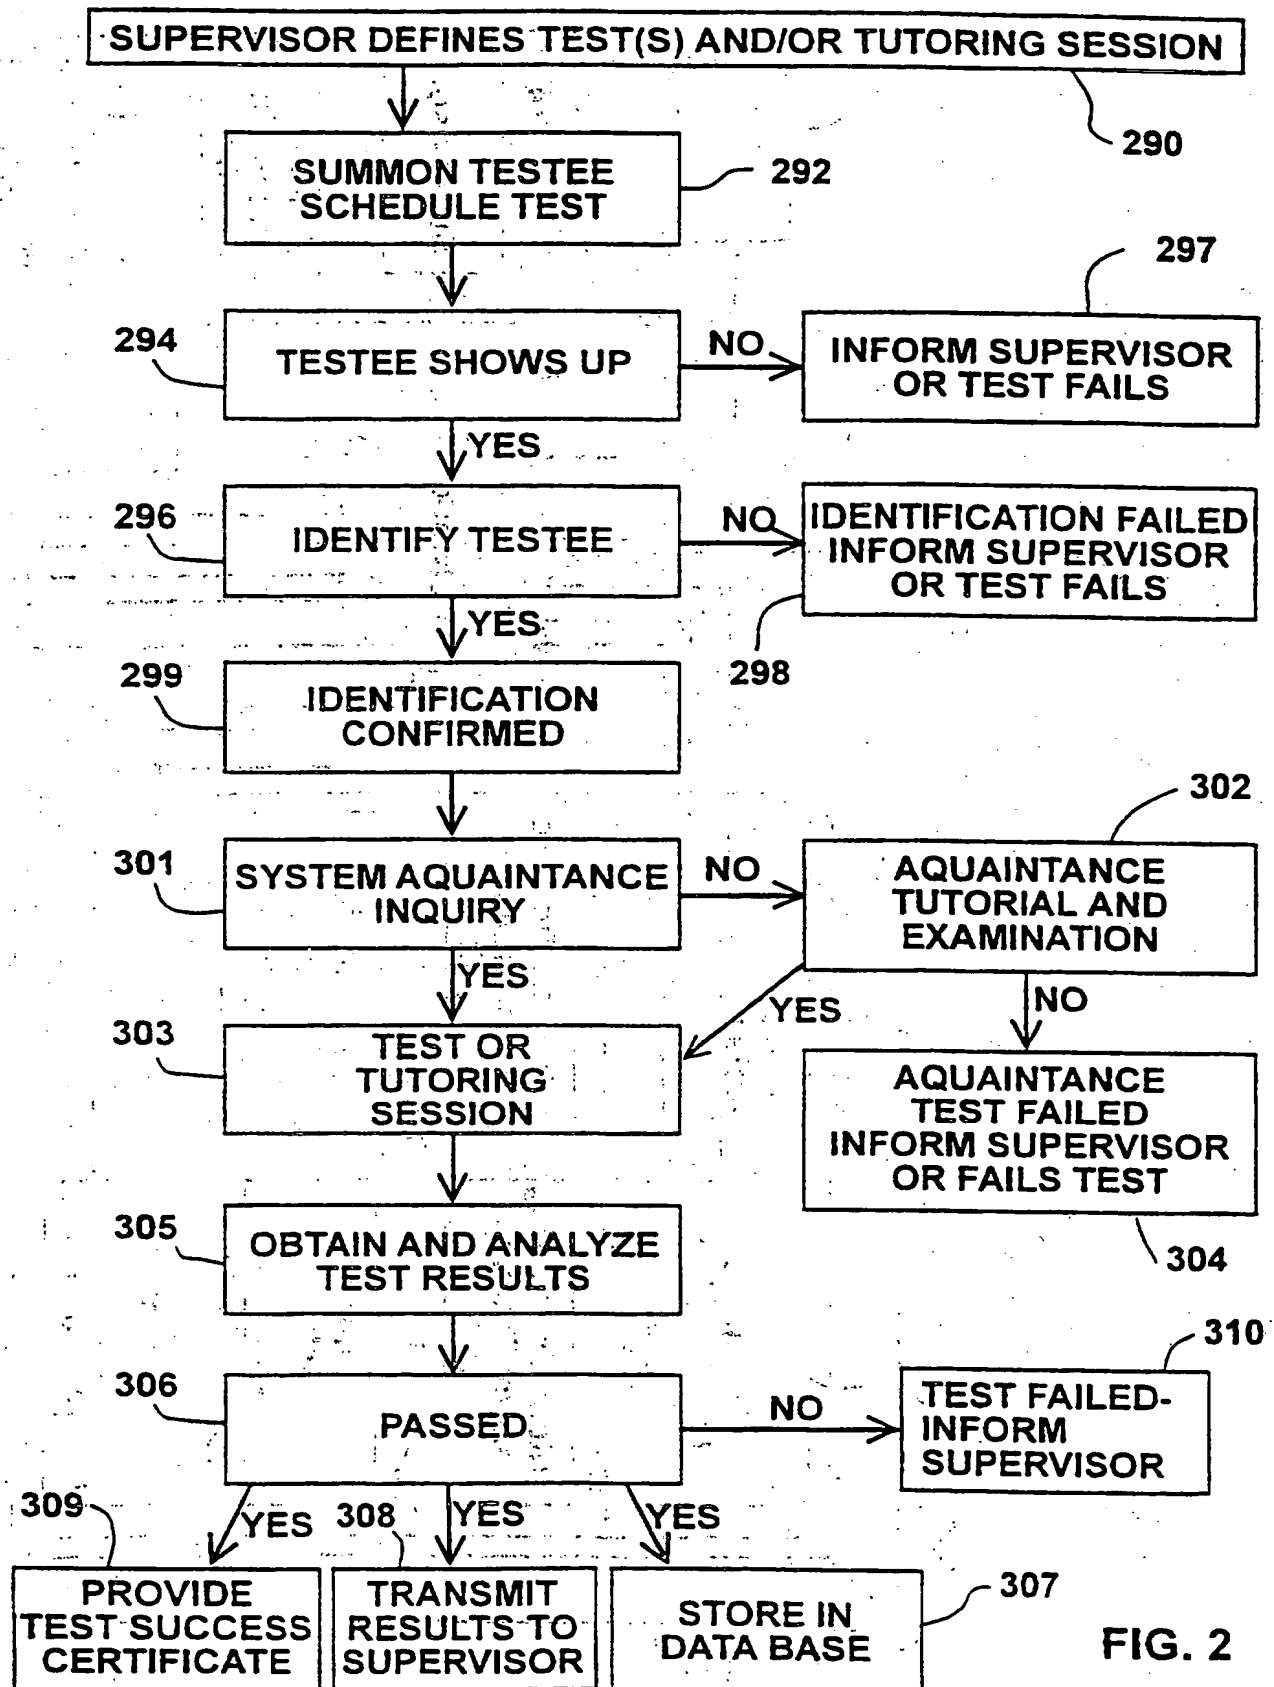 SUPERVISOR DEFINES TEST(S) AND/OR TUTORING SESSION
290
SUMMON TESTEE
SCHEDULE TEST
292
297
294
TESTEE SHOWS UP
NO
INFORM SUPERVISOR
OR TEST FAILS
YES
296
IDENTIFY TESTEE
NO
IDENTIFICATION FAILED
INFORM SUPERVISOR
OR TEST FAILS
YES
298
299
IDENTIFICATION
CONFIRMED
302
301
SYSTEM AQUAINTANCE
INQUIRY
NO
AQUAINTANCE
TUTORIAL AND
EXAMINATION
YES
YES
NO
303
TEST OR
TUTORING
SESSION
AQUAINTANCE
TEST FAILED
INFORM SUPERVISOR
OR FAILS TEST
304
305
OBTAIN AND ANALYZE
TEST RESULTS
310
306
PASSED
NO
TEST FAILED-
INFORM
SUPERVISOR
309
YES
308
YES
YES
307
PROVIDE
TEST SUCCESS
CERTIFICATE
TRANSMIT
RESULTS TO
SUPERVISOR
STORE IN
DATA BASE
FIG. 2